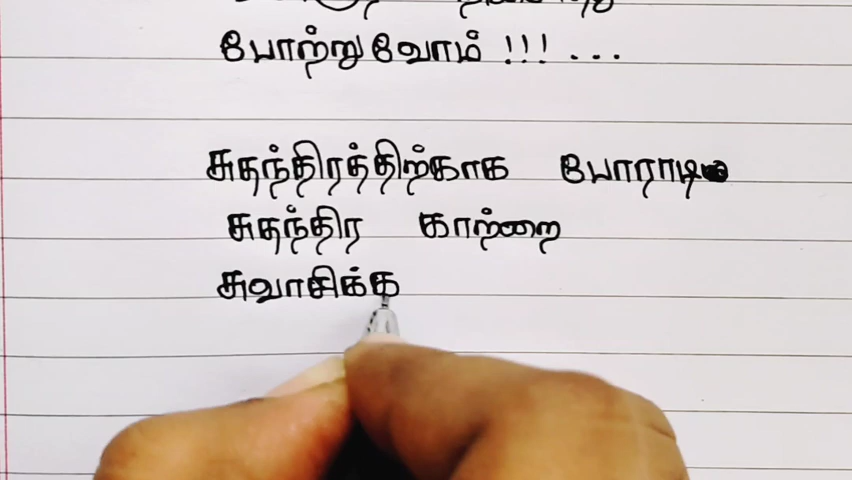 போற்றுவோம் !!! ...
சுதந்திரத்திற்காக போராடி
சுதந்திர காற்றை
சுவாசிக்க